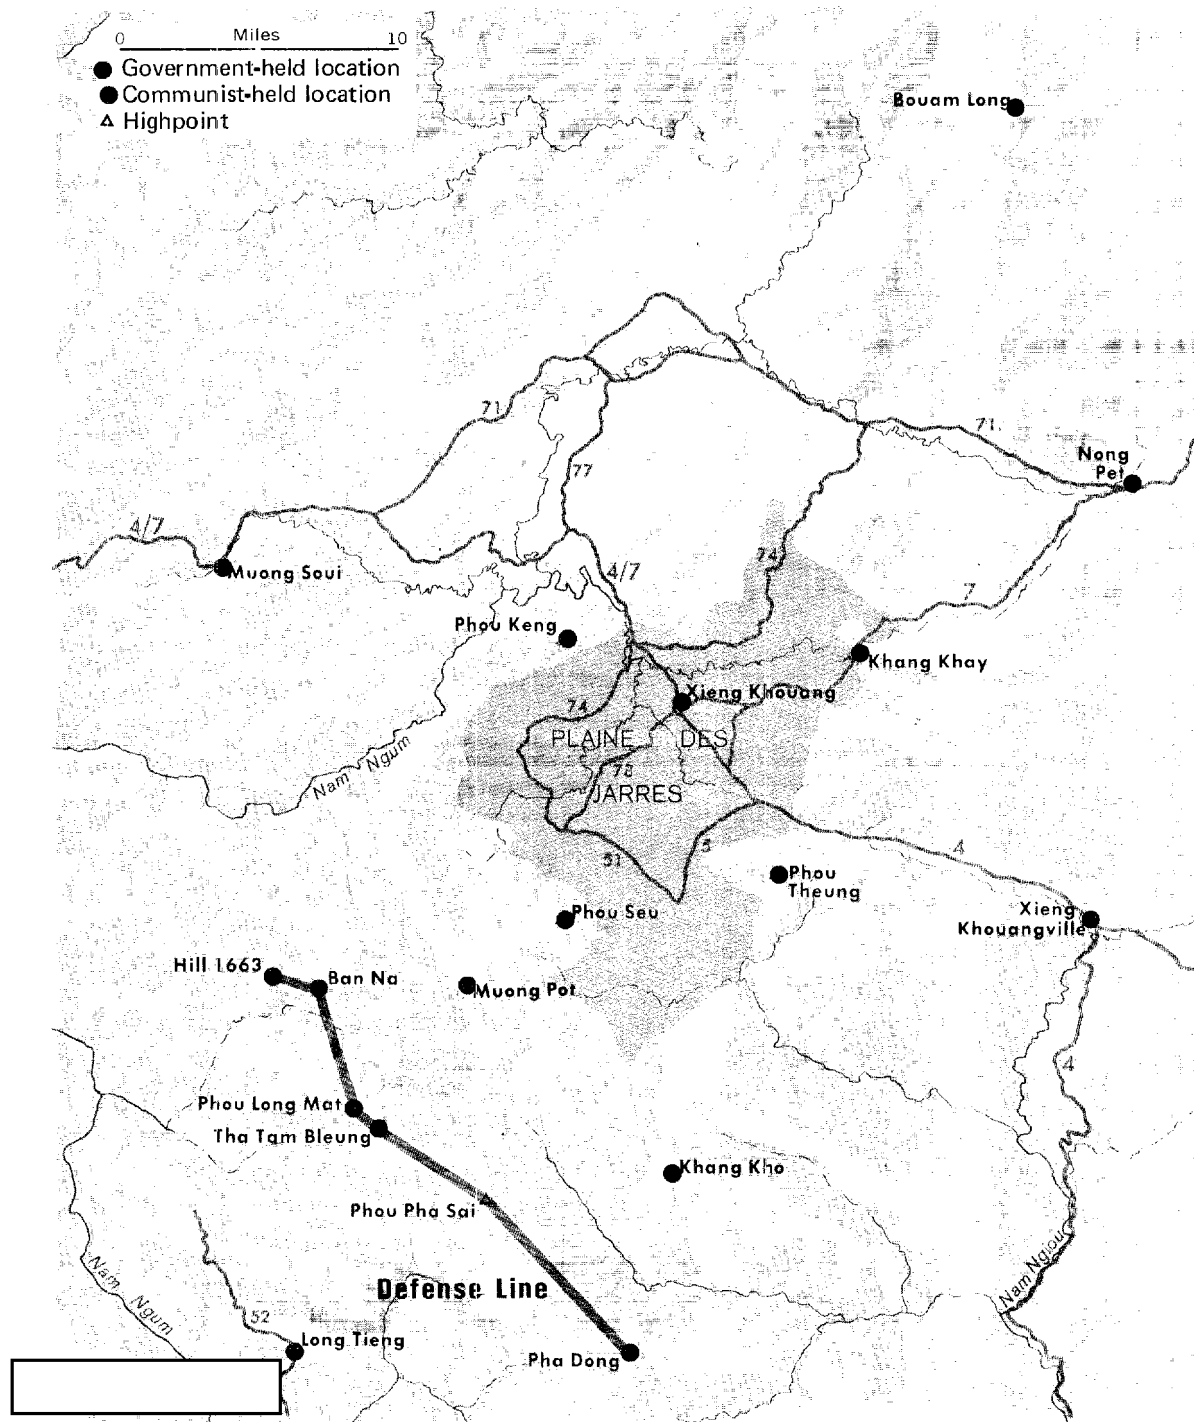 0 Miles 10
Government-held location
Communist-held location
Highpoint
Bouam Long
71
71
Nong
Pet
77
4/7
Muong Soui
4/7
74
7
Phou Keng
Khang Khay
Xieng Khouang
74
PLAINE DES
78
JARRES
Nam Ngum
51
5
4
Phou
Theung
Phou Seu
Xieng
Khouangville
Hill 1663
Ban Na
Muong Pot
4
Phou Long Mat
Tha Tam Bleung
Khang Kho
Phou Pha Sai
Nam Ngiou
Nam Ngum
Defense Line
52
Long Tieng
Pha Dong